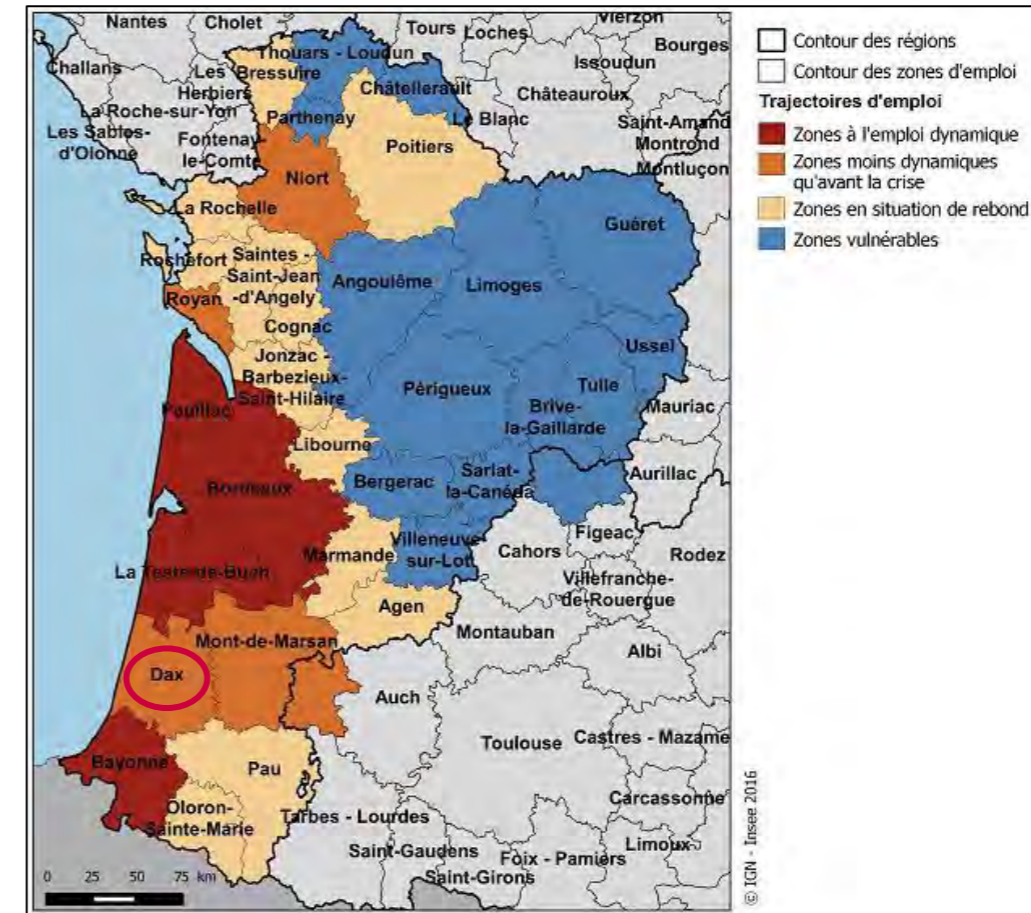 Nantes
Cholet
Tours
Loches
Vierzon
Bourges
Challans
Les
Herbiers
Bressuire
Thouars - Loudun
Issoudun
Châtellerault
Châteauroux
La Roche-sur-Yon
Les Sables-
d'Olonne
Fontenay-
le-Comte
Parthenay
Le Blanc
Saint-Amand
Montrond
Montluçon
Poitiers
Niort
La Rochelle
Guéret
Rochefort
Saintes -
Saint-Jean
-d'Angely
Angoulême
Limoges
Royan
Cognac
Ussel
Jonzac -
Barbezieux-
Saint-Hilaire
Périgueux
Tulle
Mauriac
Pauillac
Brive-
la-Gaillarde
Libourne
Aurillac
Bordeaux
Bergerac
Sarlat-
la-Canéda
Figeac
Marmande
Villeneuve-
sur-Lot
Cahors
Rodez
La Teste-de-Buch
Villefranche-
de-Rouergue
Agen
Montauban
Mont-de-Marsan
Albi
Dax
Auch
Toulouse
Castres - Mazame
Bayonne
Pau
Carcassonne
Oloron-
Sainte-Marie
Tarbes - Lourdes
Limoux
Saint-Gaudens
Foix - Pamiers
Saint-Girons
0 25 50 75 km
© IGN - Insee 2016
Contour des régions
Contour des zones d'emploi
Trajectoires d'emploi
Zones à l'emploi dynamique
Zones moins dynamiques
qu'avant la crise
Zones en situation de rebond
Zones vulnérables